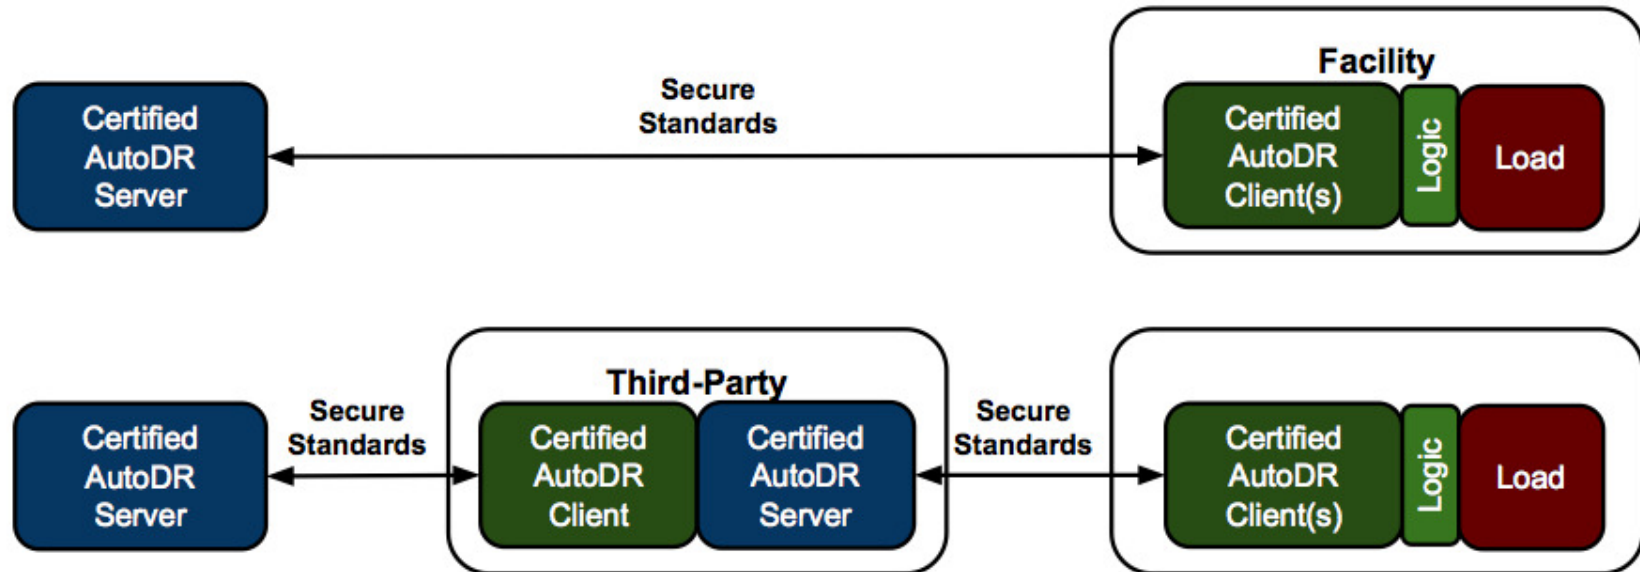 Facility
Secure
Standards
Certified
AutoDR
Server
Certified
AutoDR
Client(s)
Logic
Load
Third-Party
Secure
Standards
Secure
Standards
Certified
AutoDR
Server
Certified
AutoDR
Client
Certified
AutoDR
Server
Certified
AutoDR
Client(s)
Logic
Load